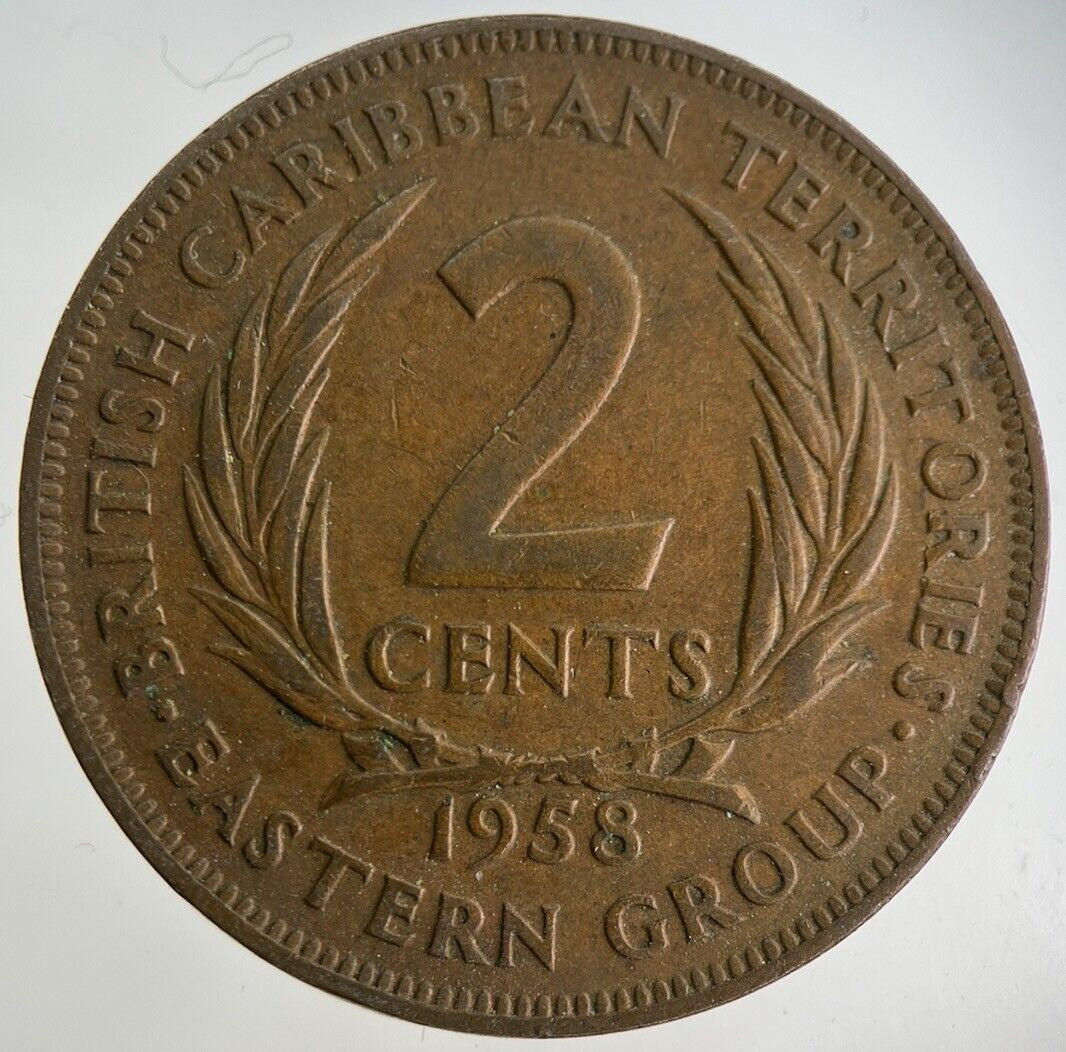 BRITISH CARIBBEAN TERRITORIES
2
CENTS
1958
· EASTERN GROUP ·